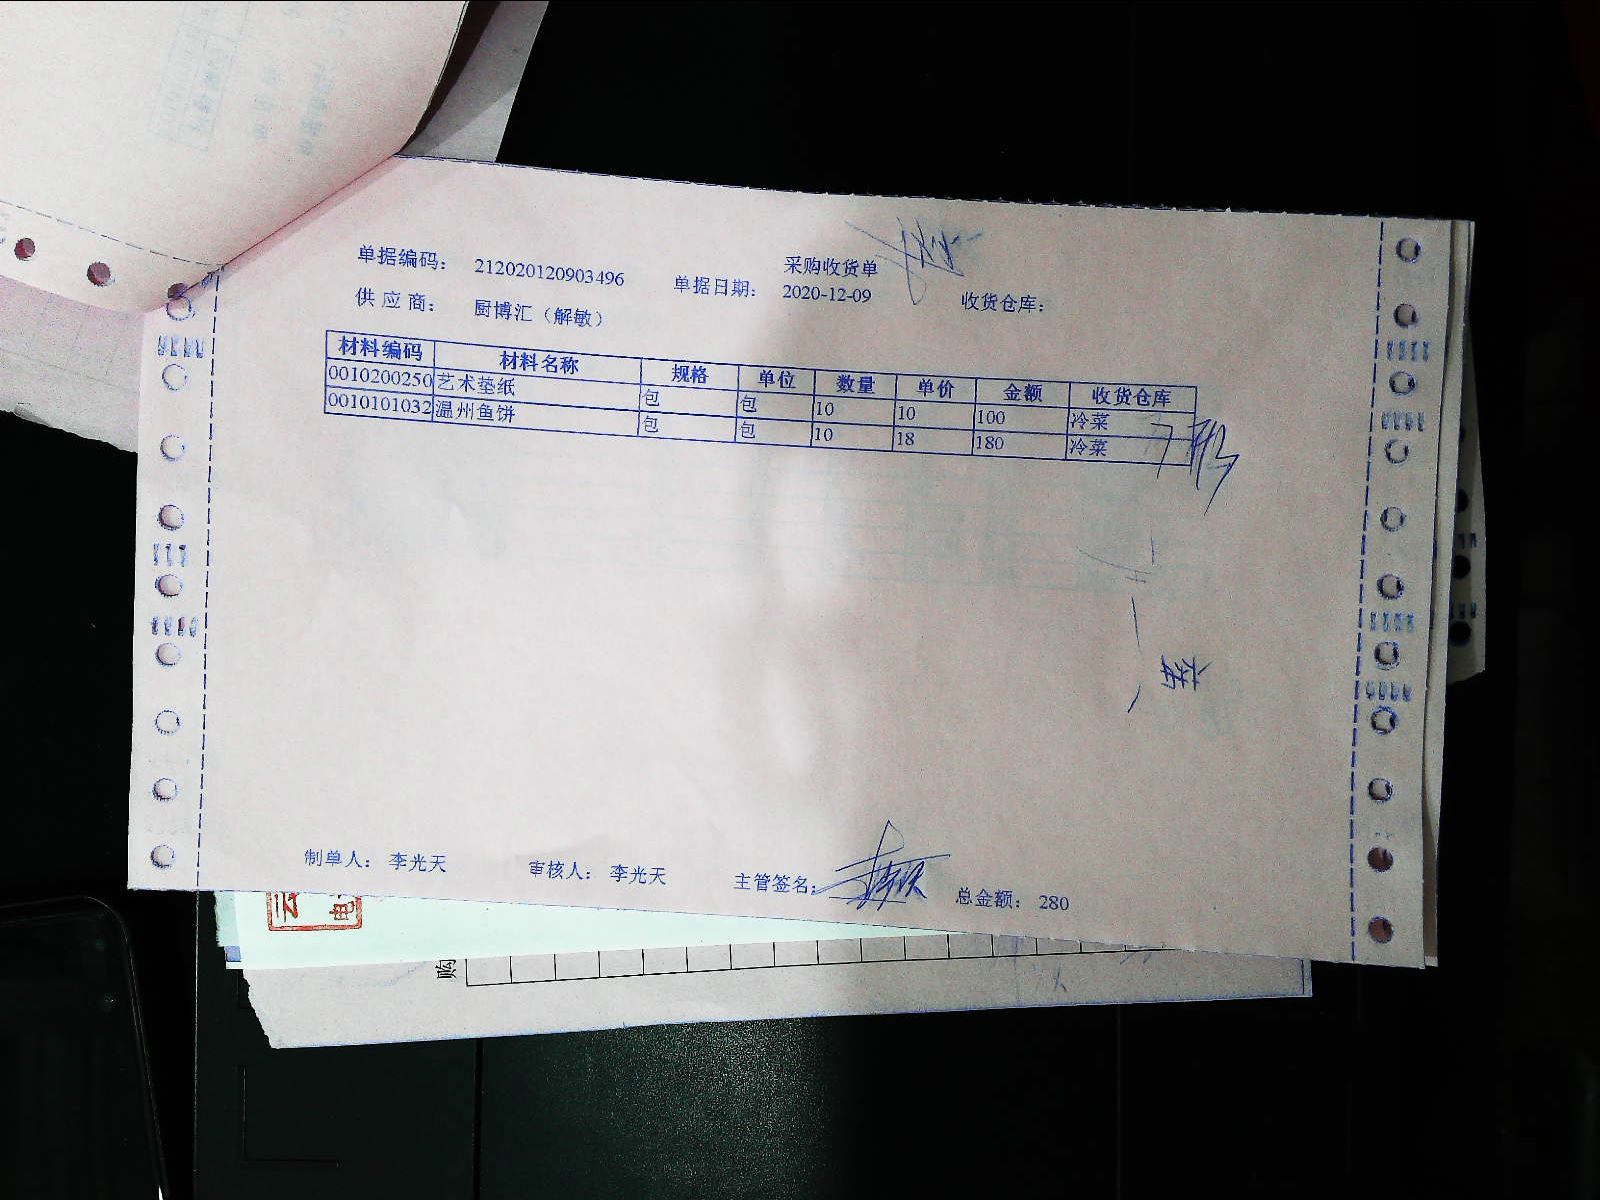 采购收货单
单据编码： 212020120903496 单据日期： 2020-12-09 收货仓库：
供 应 商： 厨博汇（解敏）
材料编码 材料名称 规格 单位 数量 单价 金额 收货仓库
0010200250 艺术垫纸 包 包 10 10 100 冷菜
0010101032 温州鱼饼 包 包 10 18 180 冷菜
制单人： 李光天 审核人： 李光天 主管签名： 总金额： 280
购